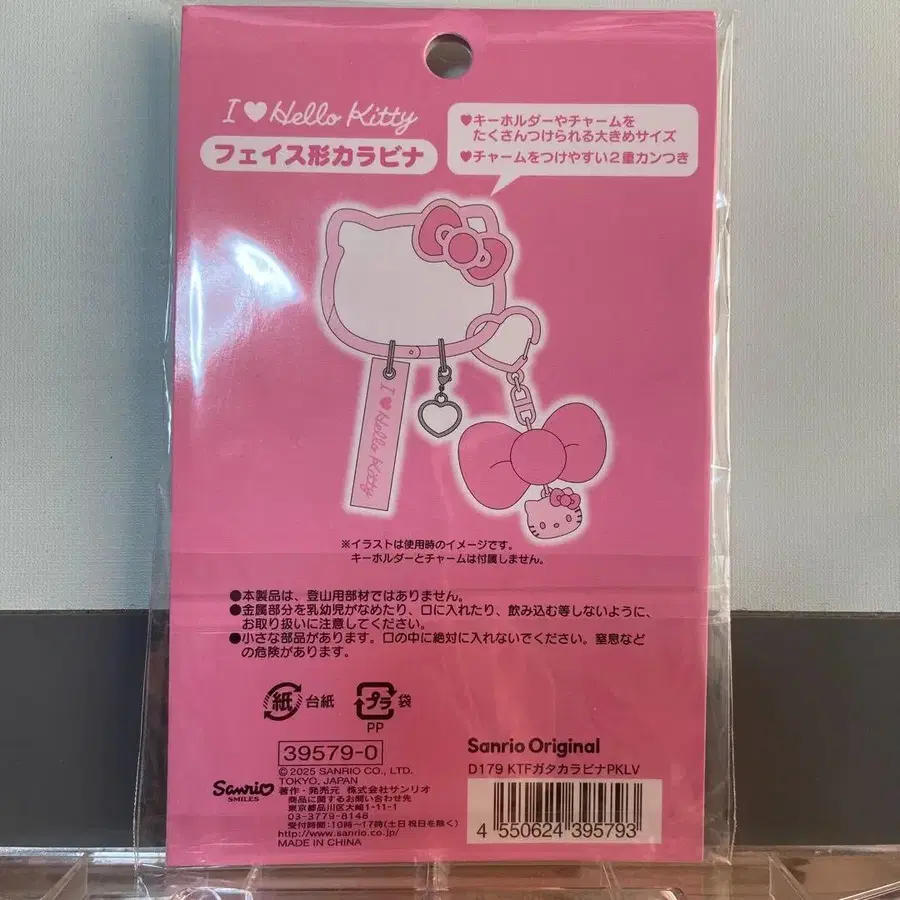 I♥Hello Kitty
フェイス形カラビナ
♥キーホルダーやチャームを
たくさんつけられる大きめサイズ
♥チャームをつけやすい2重カンつき
I♥Hello Kitty
※イラストは使用時のイメージです。
キーホルダーとチャームは付属しません。
●本製品は、登山用部材ではありません。
●金属部分を乳幼児がなめたり、口に入れたり、飲み込む等しないように、
お取り扱いに注意してください。
●小さな部品があります。口の中に絶対に入れないでください。窒息など
の危険があります。
紙 台紙
プラ 袋
PP
39579-0
© 2025 SANRIO CO., LTD.
TOKYO, JAPAN
Sanrio
SMILES
著作・発売元 株式会社サンリオ
商品に関するお問い合わせ先
東京都品川区大崎1-11-1
03-3779-8148
受付時間:10時〜17時(土日祝日を除く)
http://www.sanrio.co.jp/
MADE IN CHINA
Sanrio Original
D179 KTFガタカラビナPKLV
4 550624 395793